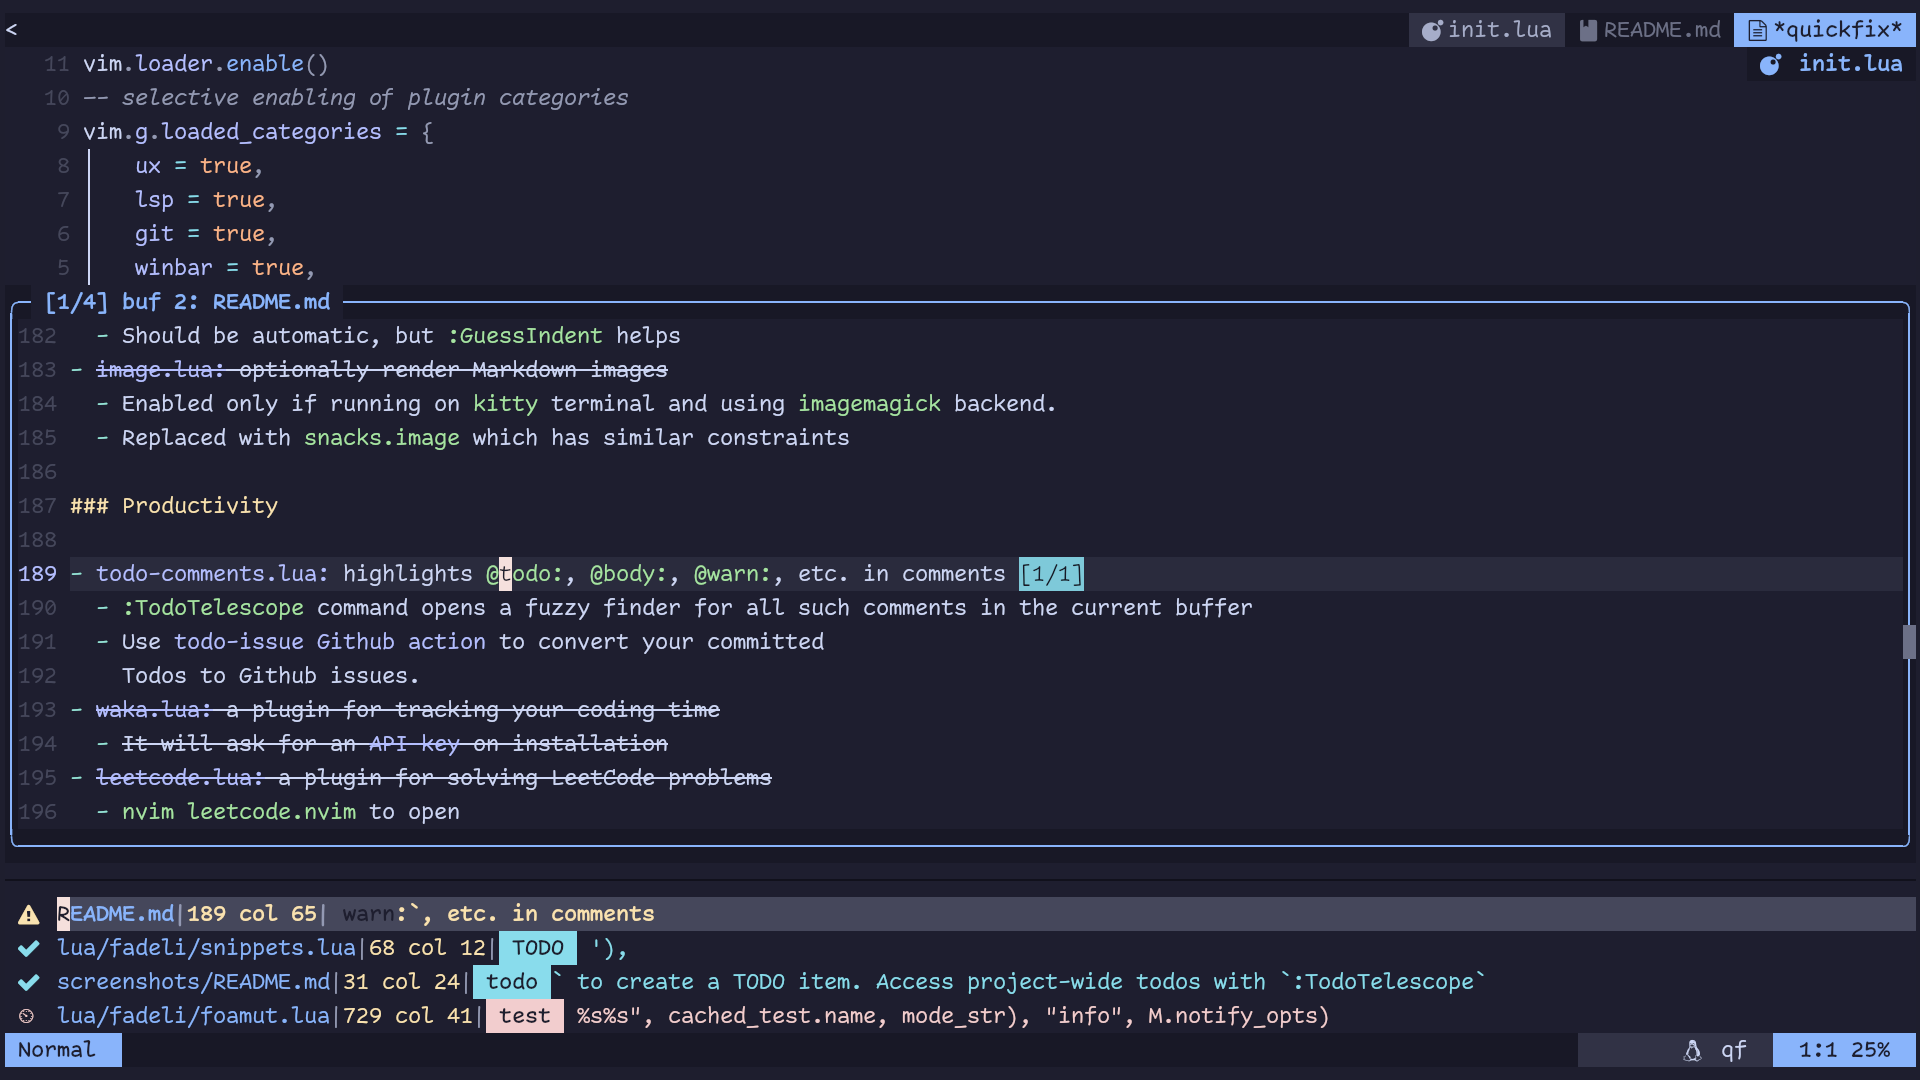 < init.lua README.md *quickfix*
11 vim.loader.enable() init.lua
10 -- selective enabling of plugin categories
9 vim.g.loaded_categories = {
8 ux = true,
7 lsp = true,
6 git = true,
5 winbar = true,
[1/4] buf 2: README.md
182 - Should be automatic, but :GuessIndent helps
183 - image.lua: optionally render Markdown images
184 - Enabled only if running on kitty terminal and using imagemagick backend.
185 - Replaced with snacks.image which has similar constraints
186
187 ### Productivity
188
189 - todo-comments.lua: highlights @todo:, @body:, @warn:, etc. in comments [1/1]
190 - :TodoTelescope command opens a fuzzy finder for all such comments in the current buffer
191 - Use todo-issue Github action to convert your committed
192 Todos to Github issues.
193 - waka.lua: a plugin for tracking your coding time
194 - It will ask for an API key on installation
195 - leetcode.lua: a plugin for solving LeetCode problems
196 - nvim leetcode.nvim to open
README.md|189 col 65| warn:`, etc. in comments
lua/fadeli/snippets.lua|68 col 12| TODO '),
screenshots/README.md|31 col 24| todo ` to create a TODO item. Access project-wide todos with `:TodoTelescope`
lua/fadeli/foamut.lua|729 col 41| test %s%s", cached_test.name, mode_str), "info", M.notify_opts)
Normal qf 1:1 25%